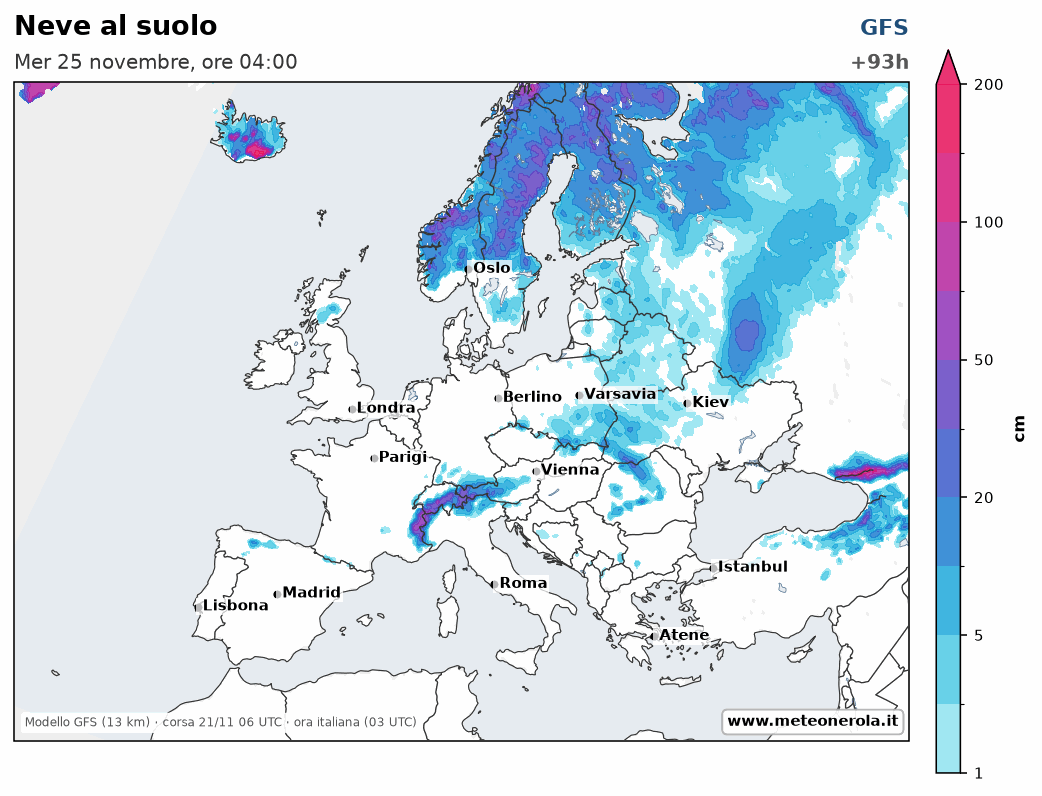 Neve al suolo
GFS
Mer 25 novembre, ore 04:00
+93h
200
100
50
20
5
1
cm
Oslo
Berlino
Varsavia
Kiev
Londra
Parigi
Vienna
Istanbul
Roma
Madrid
Lisbona
Atene
Modello GFS (13 km) · corsa 21/11 06 UTC · ora italiana (03 UTC)
www.meteonerola.it